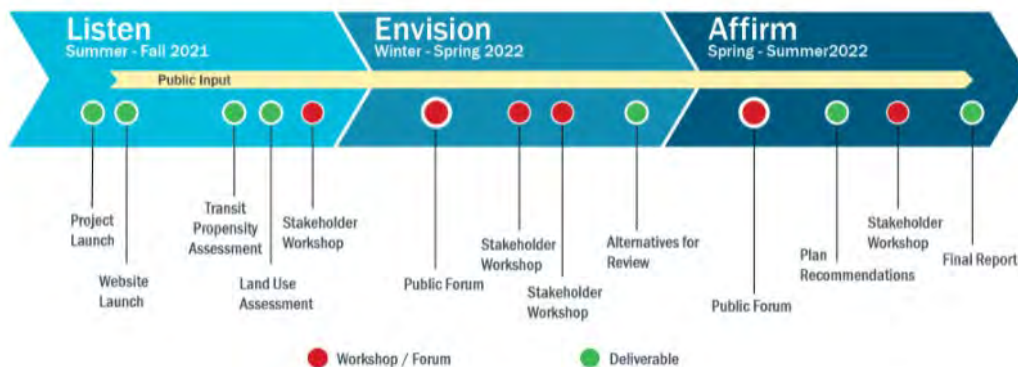 Listen
Summer - Fall 2021
Envision
Winter - Spring 2022
Affirm
Spring - Summer2022
Public Input
Project
Launch
Website
Launch
Transit
Propensity
Assessment
Land Use
Assessment
Stakeholder
Workshop
Public Forum
Stakeholder
Workshop
Stakeholder
Workshop
Alternatives for
Review
Public Forum
Plan
Recommendations
Stakeholder
Workshop
Final Report
Workshop / Forum
Deliverable